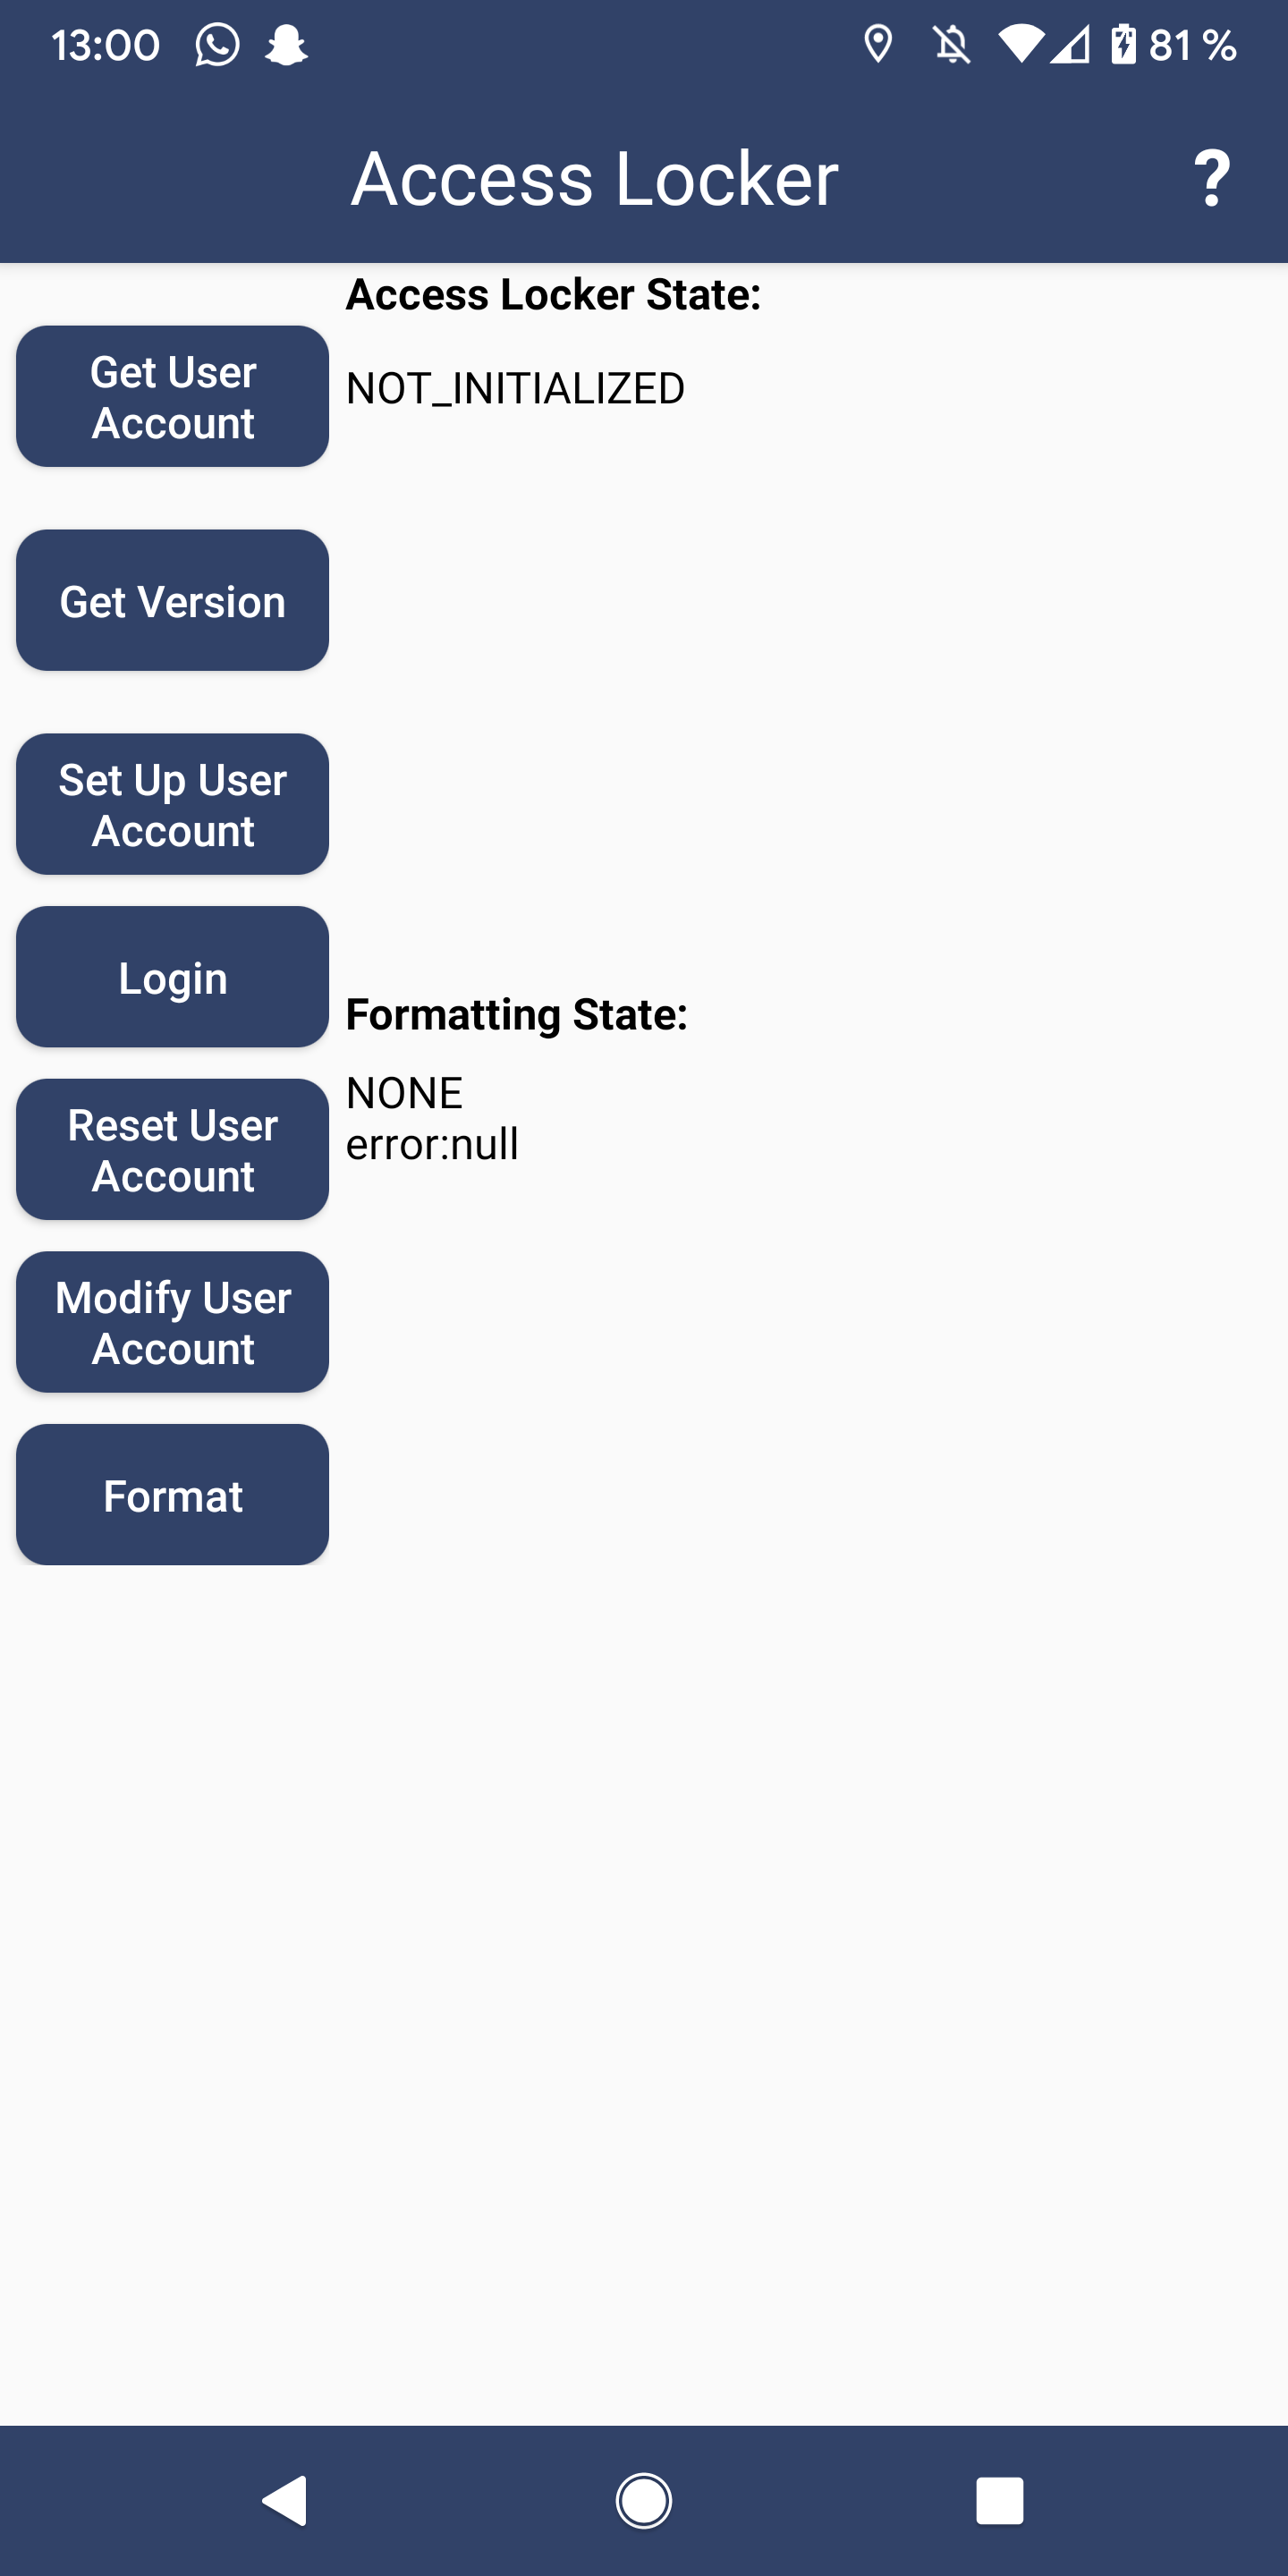 13:00
81 %
Access Locker
?
Access Locker State:
Get User
Account
NOT_INITIALIZED
Get Version
Set Up User
Account
Login
Formatting State:
NONE
error:null
Reset User
Account
Modify User
Account
Format